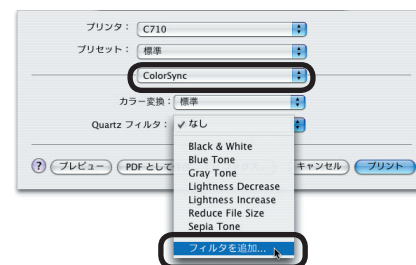 プリンタ： C710
プリセット： 標準
ColorSync
カラー変換： 標準
Quartz フィルタ： ✓ なし
Black & White
Blue Tone
Gray Tone
Lightness Decrease
Lightness Increase
Reduce File Size
Sepia Tone
フィルタを追加...
? プレビュー PDF として キャンセル プリント